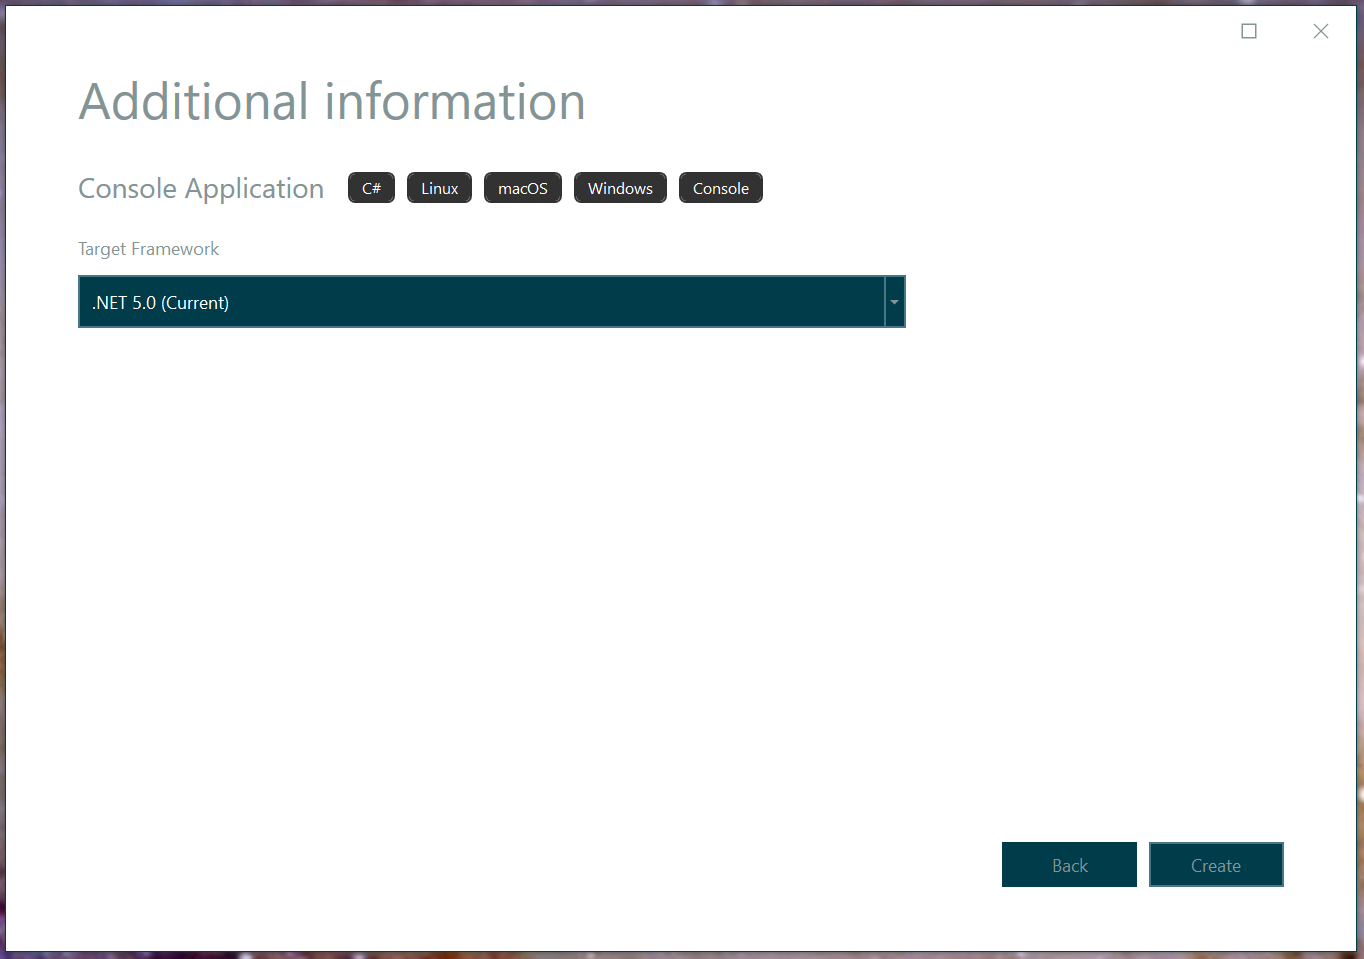 Additional information
Console Application C# Linux macOS Windows Console
Target Framework
.NET 5.0 (Current)
Back Create